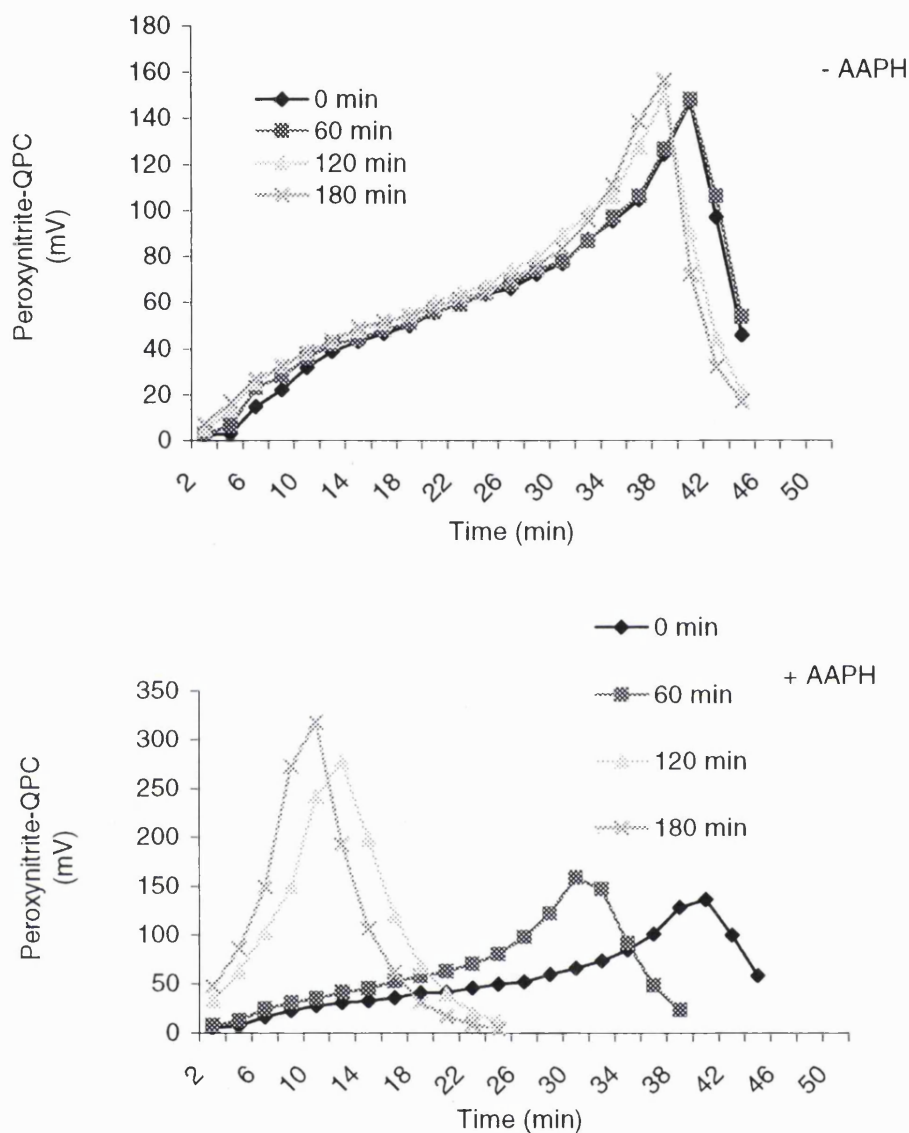 180
160
140
120
100
80
60
40
20
0
Peroxynitrite-QPC
(mV)
0 min
60 min
120 min
180 min
- AAPH
2 6 10 14 18 22 26 30 34 38 42 46 50
Time (min)
0 min
60 min
120 min
180 min
+ AAPH
350
300
250
200
150
100
50
0
Peroxynitrite-QPC
(mV)
2 6 10 14 18 22 26 30 34 38 42 46 50
Time (min)